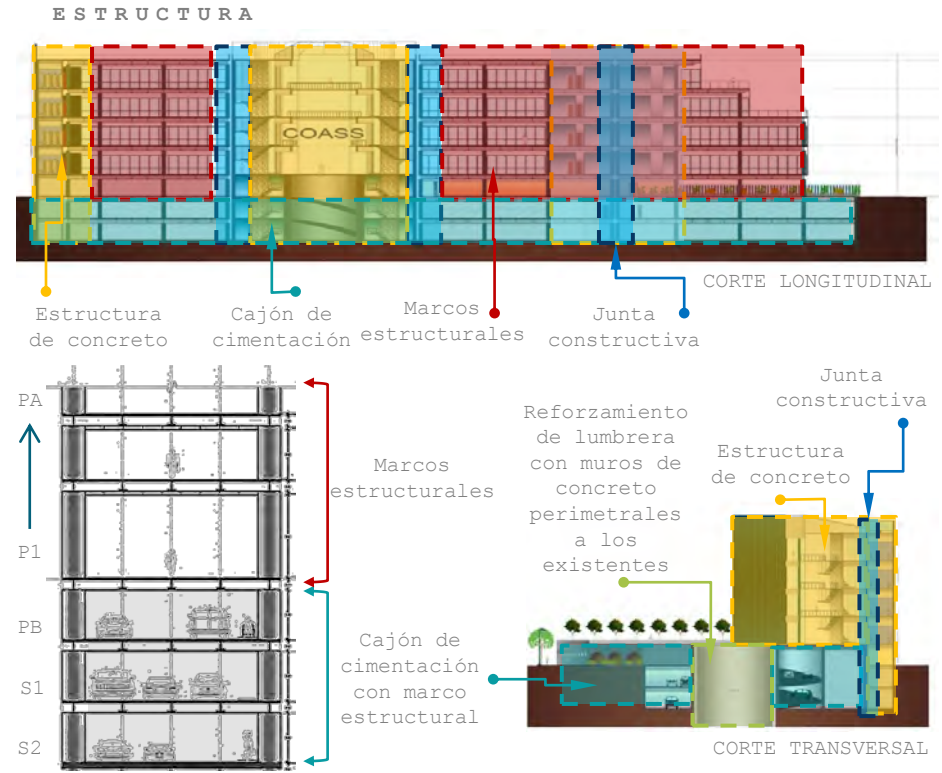 ESTRUCTURA
COASS
CORTE LONGITUDINAL
Estructura
de concreto
Cajón de
cimentación
Marcos
estructurales
Junta
constructiva
PA
P1
PB
S1
S2
Marcos
estructurales
Cajón de
cimentación
con marco
estructural
Reforzamiento
de lumbrera
con muros de
concreto
perimetrales
a los
existentes
Estructura
de concreto
Junta
constructiva
CORTE TRANSVERSAL